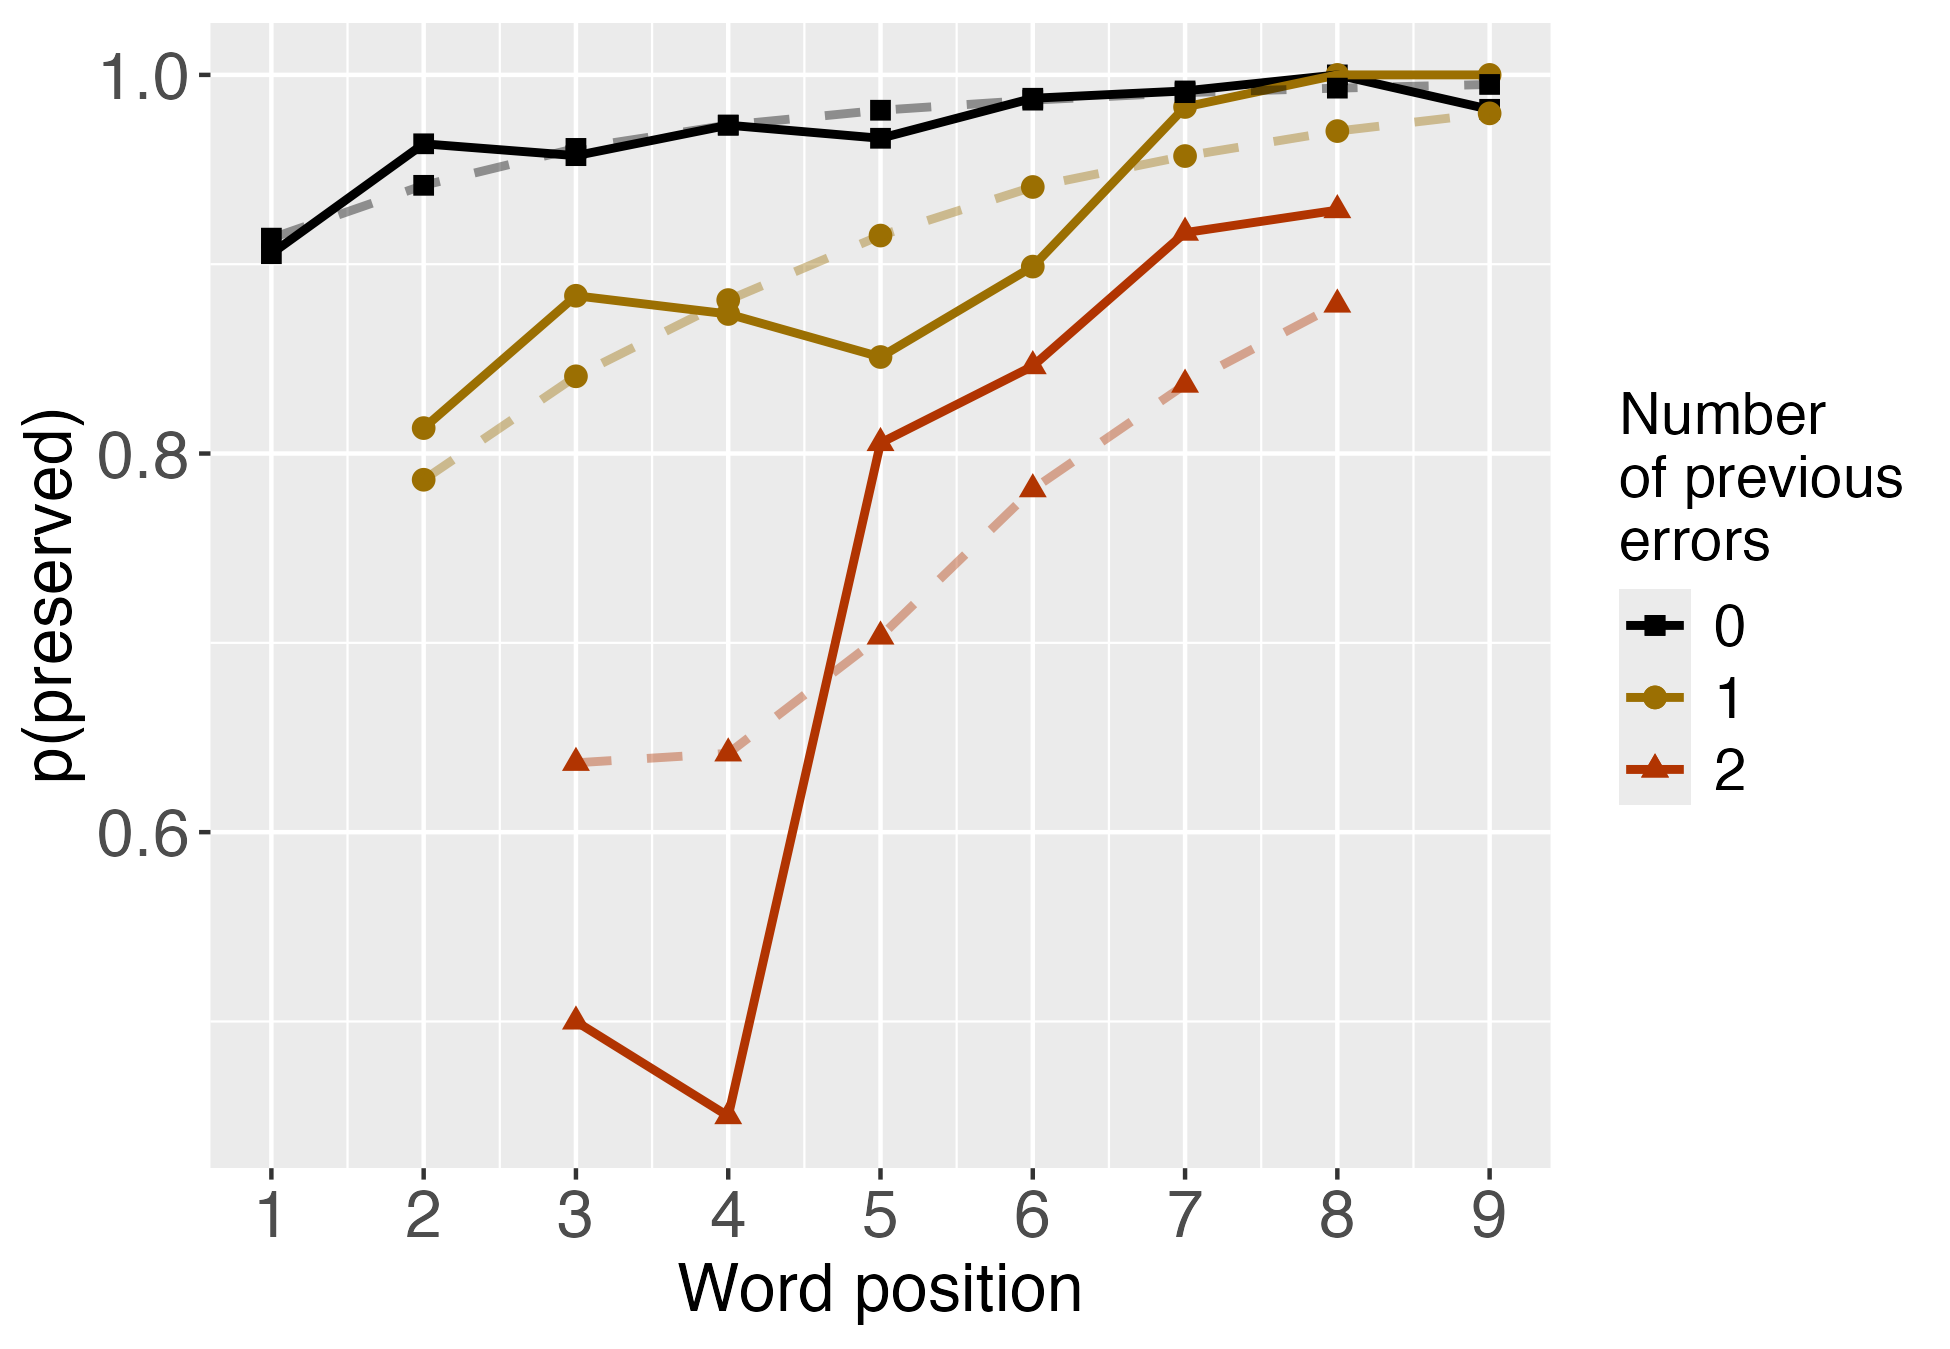 1.0
0.8
0.6
p(preserved)
1 2 3 4 5 6 7 8 9
Word position
Number
of previous
errors
0
1
2